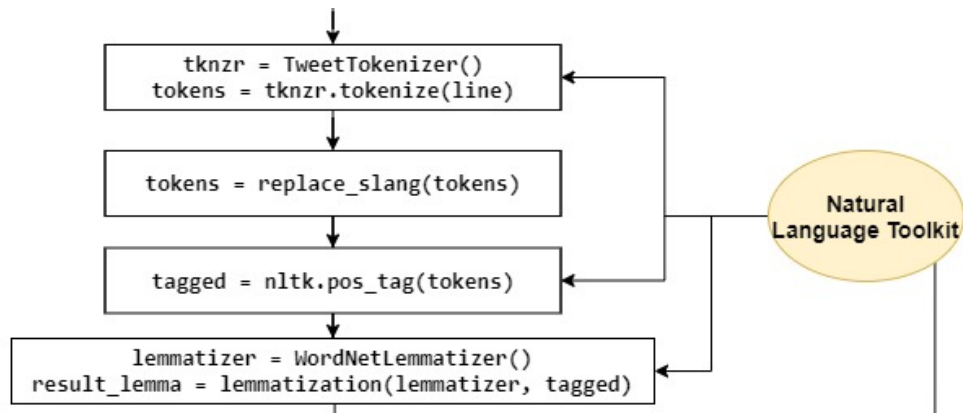 tknzr = TweetTokenizer()
tokens = tknzr.tokenize(line)
tokens = replace_slang(tokens)
Natural
Language Toolkit
tagged = nltk.pos_tag(tokens)
lemmatizer = WordNetLemmatizer()
result_lemma = lemmatization(lemmatizer, tagged)